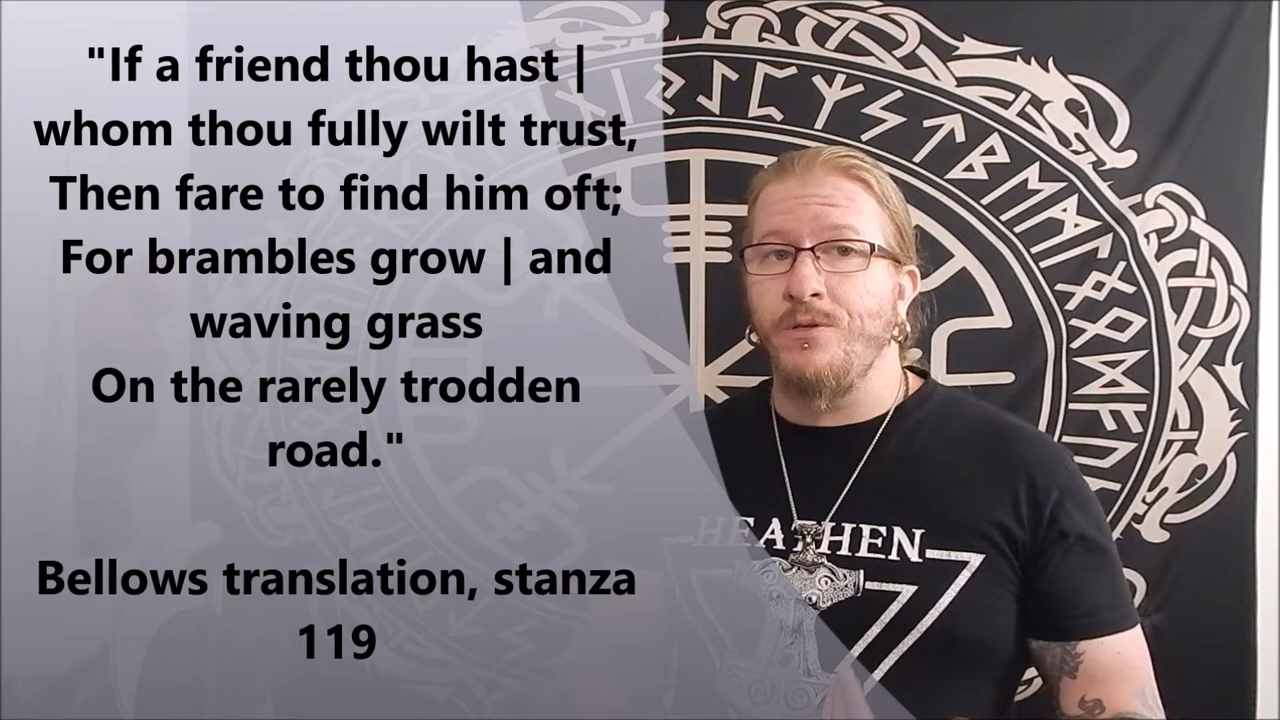 "If a friend thou hast |
whom thou fully wilt trust,
Then fare to find him oft;
For brambles grow | and
waving grass
On the rarely trodden
road."
Bellows translation, stanza
119
HEATHEN